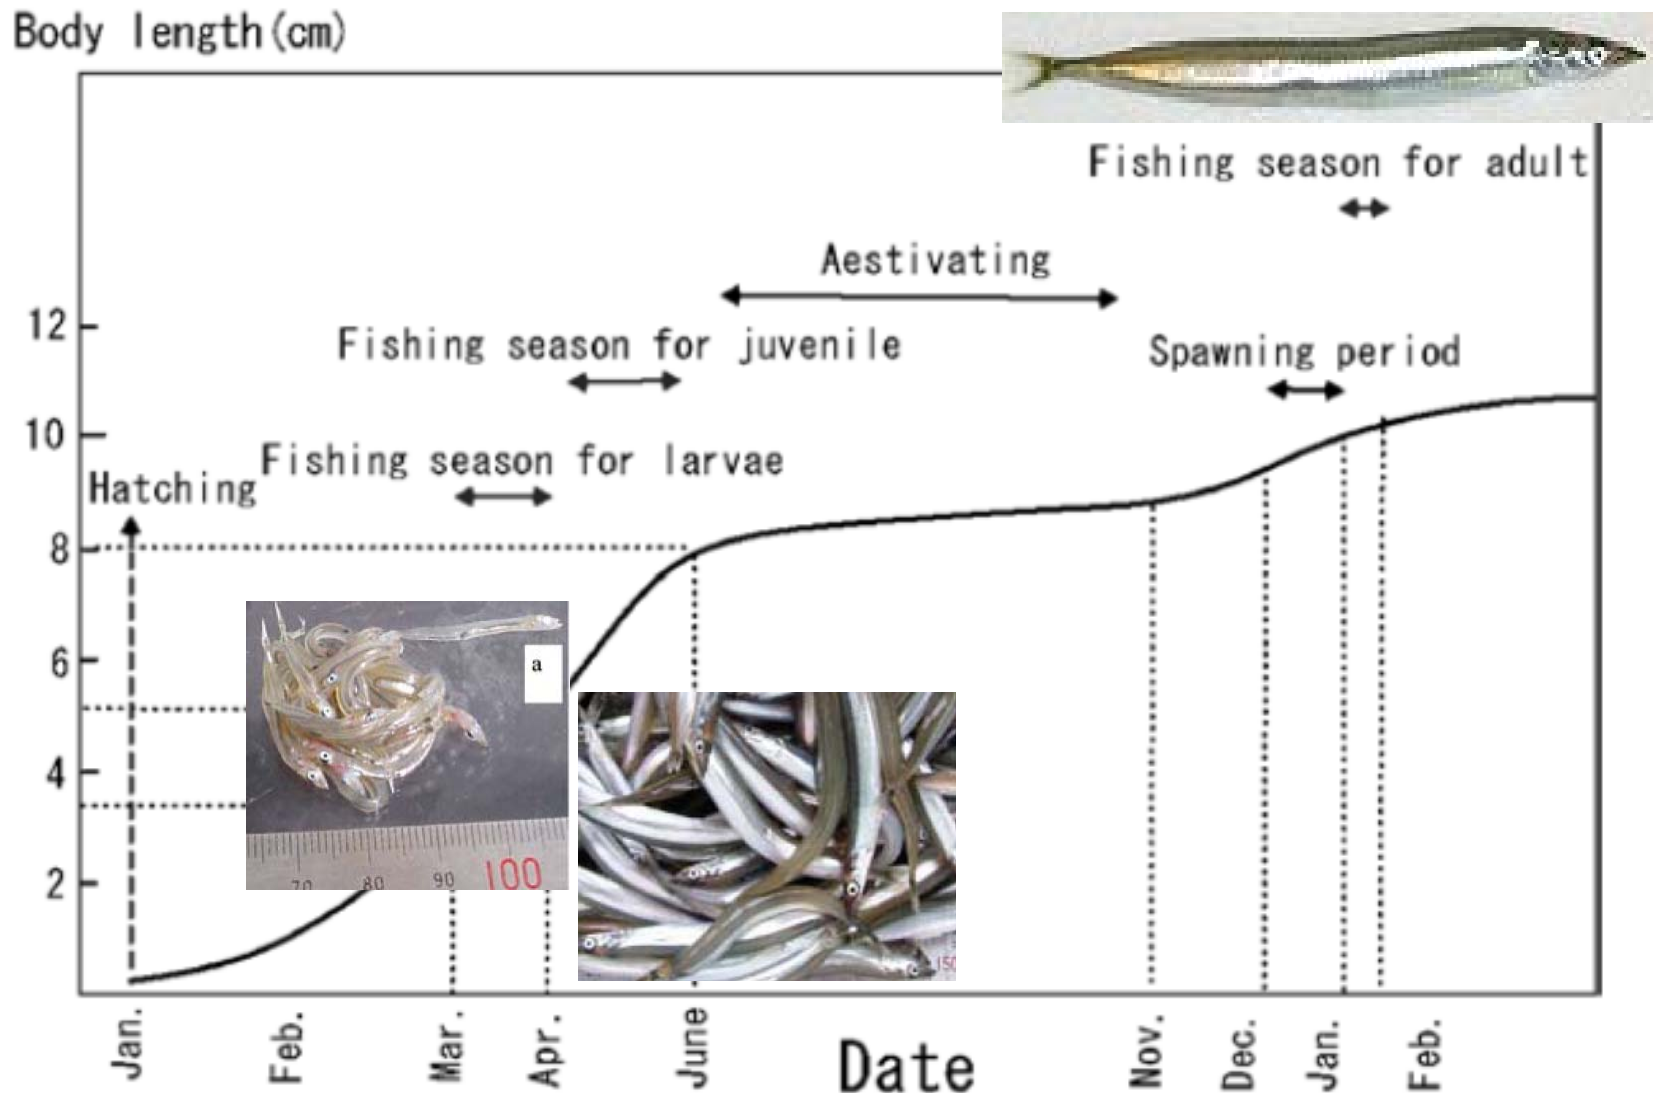 Body length(cm)
Fishing season for adult
Aestivating
12
Fishing season for juvenile
Spawning period
10
Fishing season for larvae
Hatching
8
6
a
4
70 80 90 100
2
150
Jan. Feb. Mar. Apr. June Nov. Dec. Jan. Feb.
Date